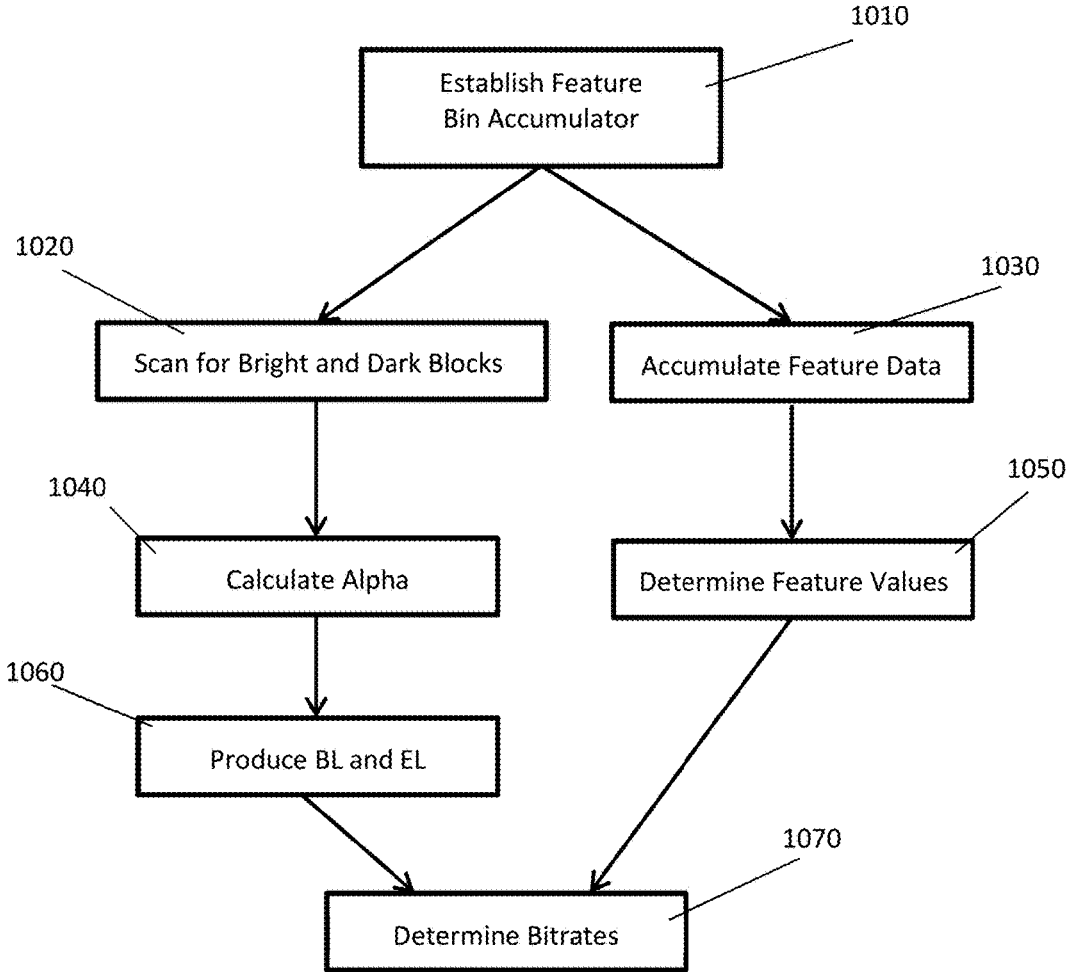 1010
Establish Feature
Bin Accumulator
1020
1030
Scan for Bright and Dark Blocks
Accumulate Feature Data
1040
1050
Calculate Alpha
Determine Feature Values
1060
Produce BL and EL
1070
Determine Bitrates